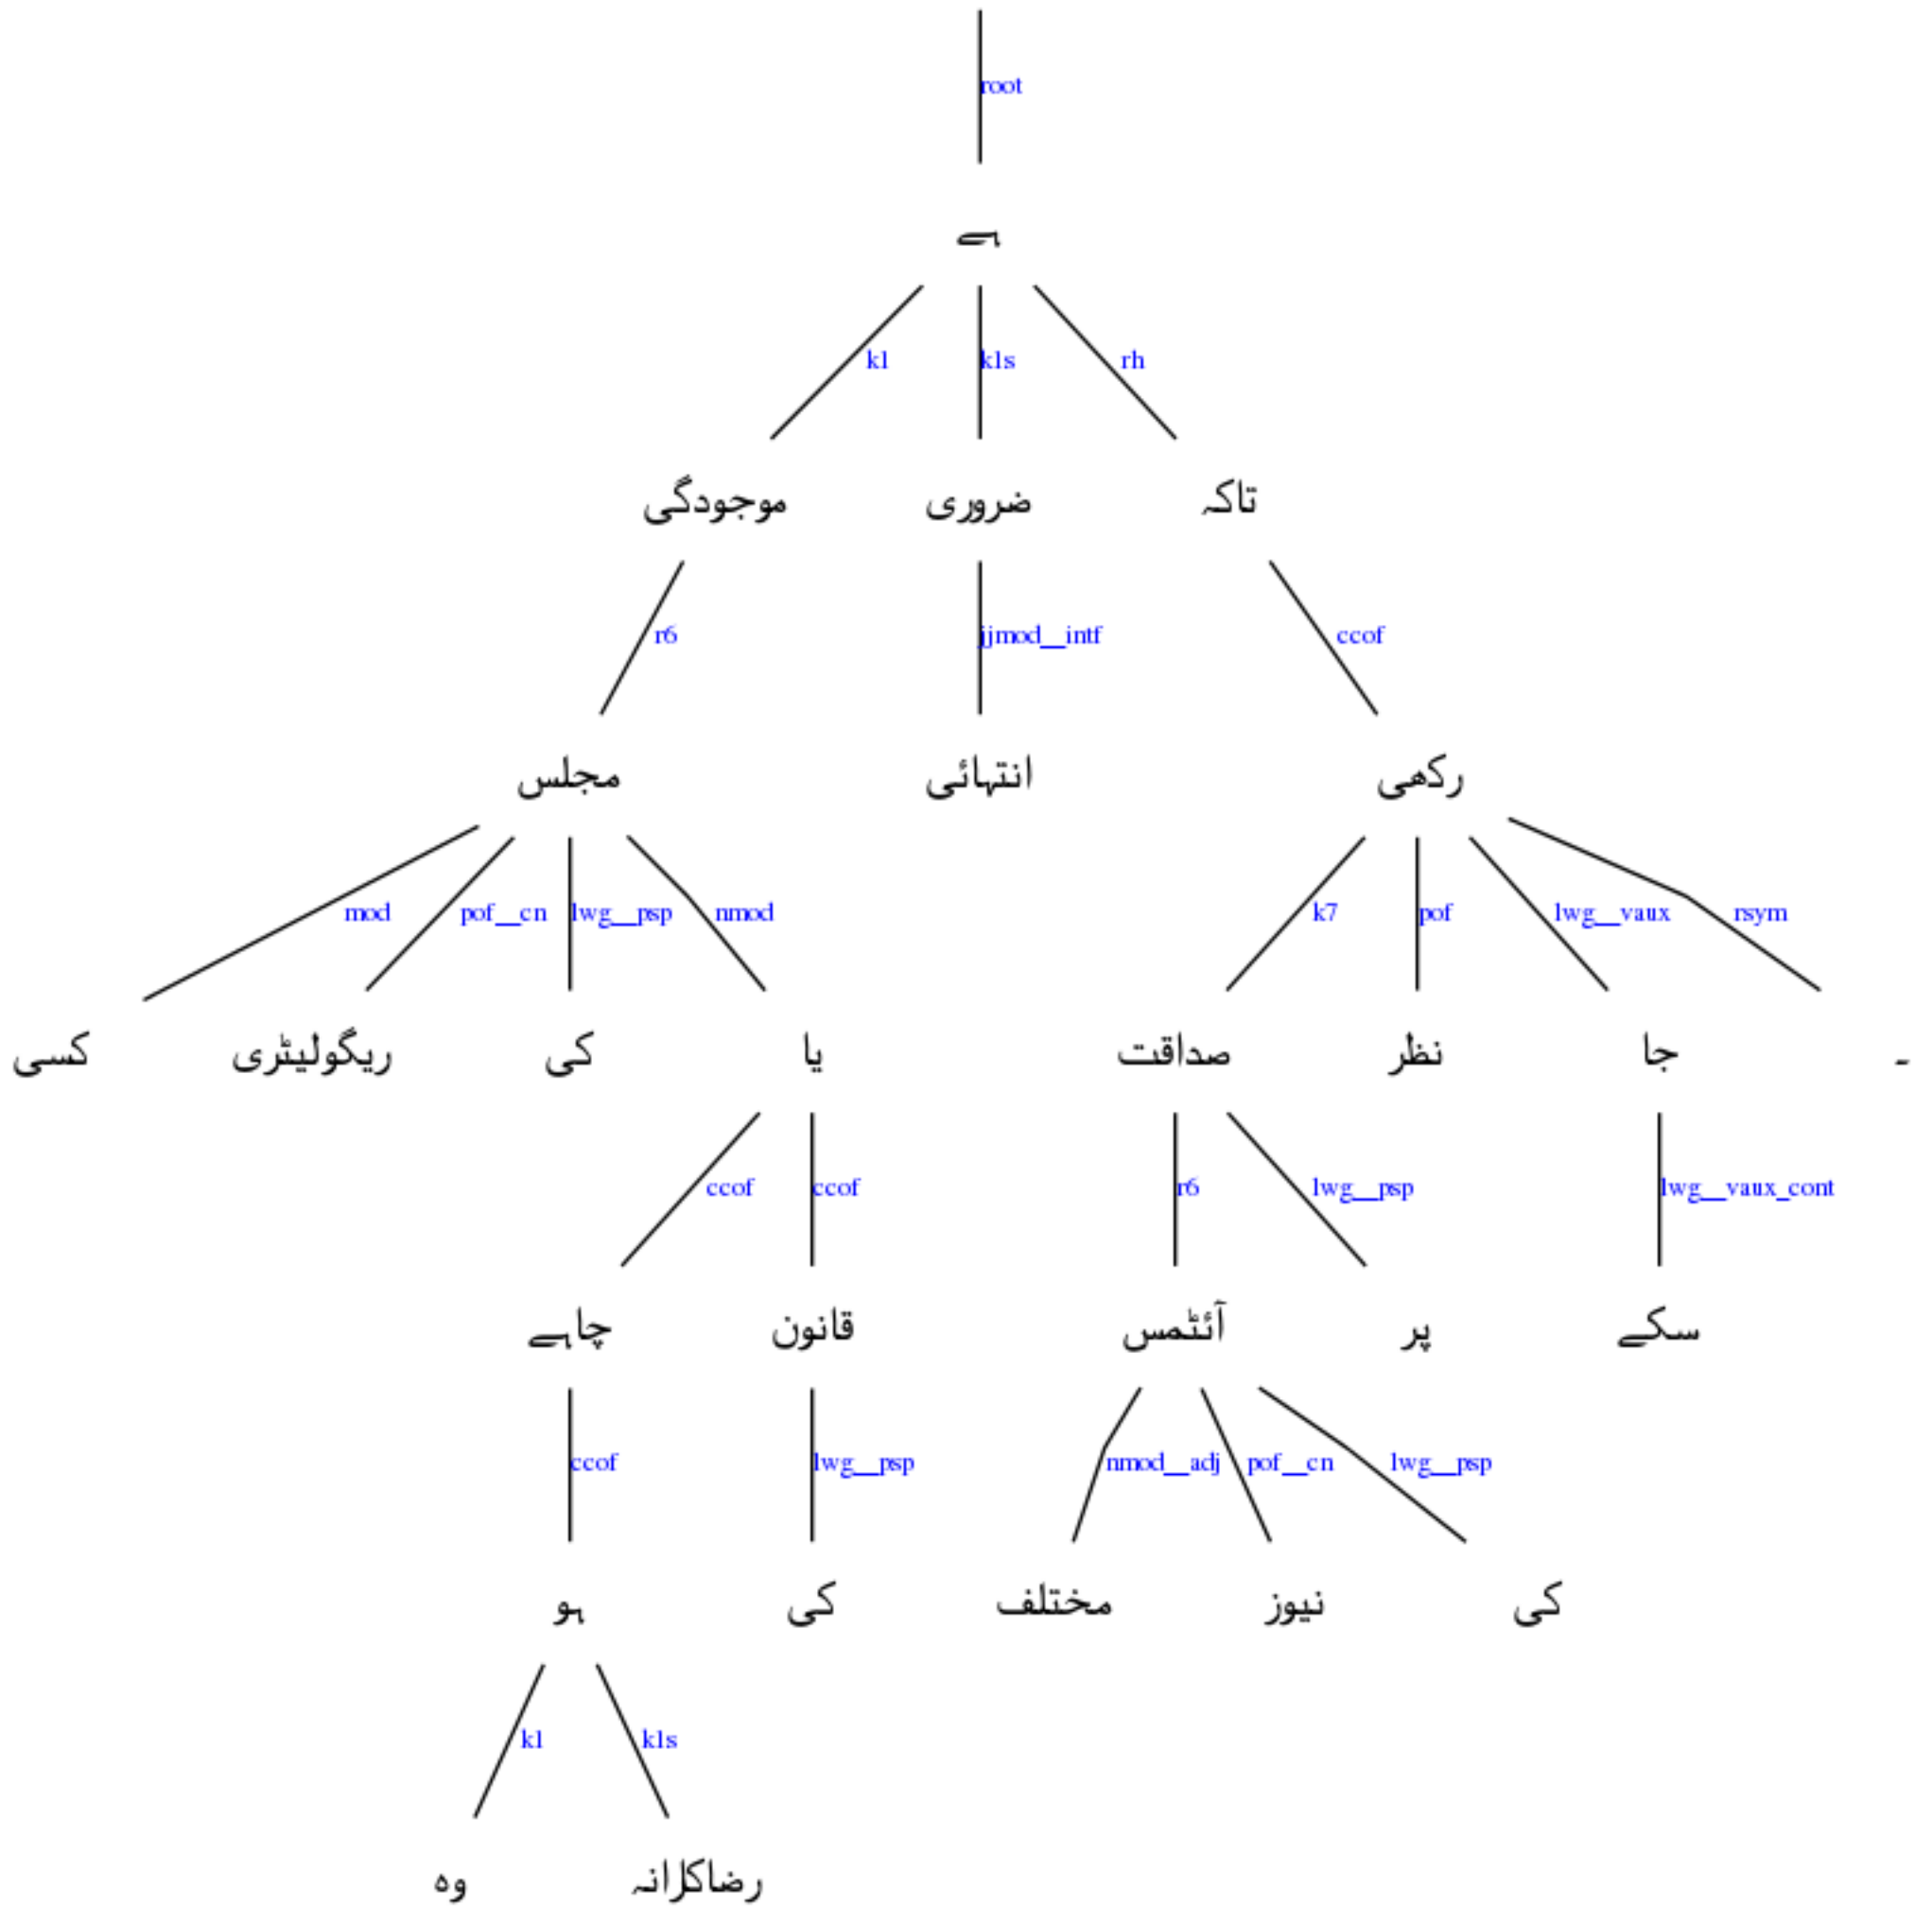 root
ہے
k1 k1s rh
موجودگی ضروری تاکہ
r6 jjmod__intf ccof
مجلس انتہائی رکھی
mod pof__cn lwg__psp nmod k7 pof lwg__vaux rsym
کسی ریگولیٹری کی یا صداقت نظر جا ۔
ccof ccof r6 lwg__psp lwg__vaux_cont
چاہے قانون آئٹمس پر سکے
ccof lwg__psp nmod__adj pof__cn lwg__psp
ہو کی مختلف نیوز کی
k1 k1s
وہ رضاکارانہ